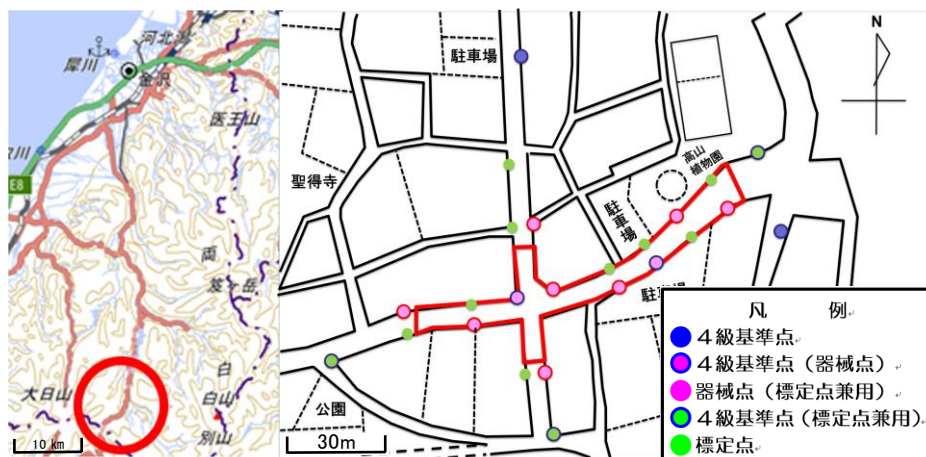 河北潟
犀川
金沢
医王山
E8
両
笈ヶ岳
白
白山
大日山
別山
10 km
駐車場
N
高山
植物園
聖得寺
駐車場
駐車場
公園
30m
凡 例
4級基準点
4級基準点（器械点）
器械点（標定点兼用）
4級基準点（標定点兼用）
標定点